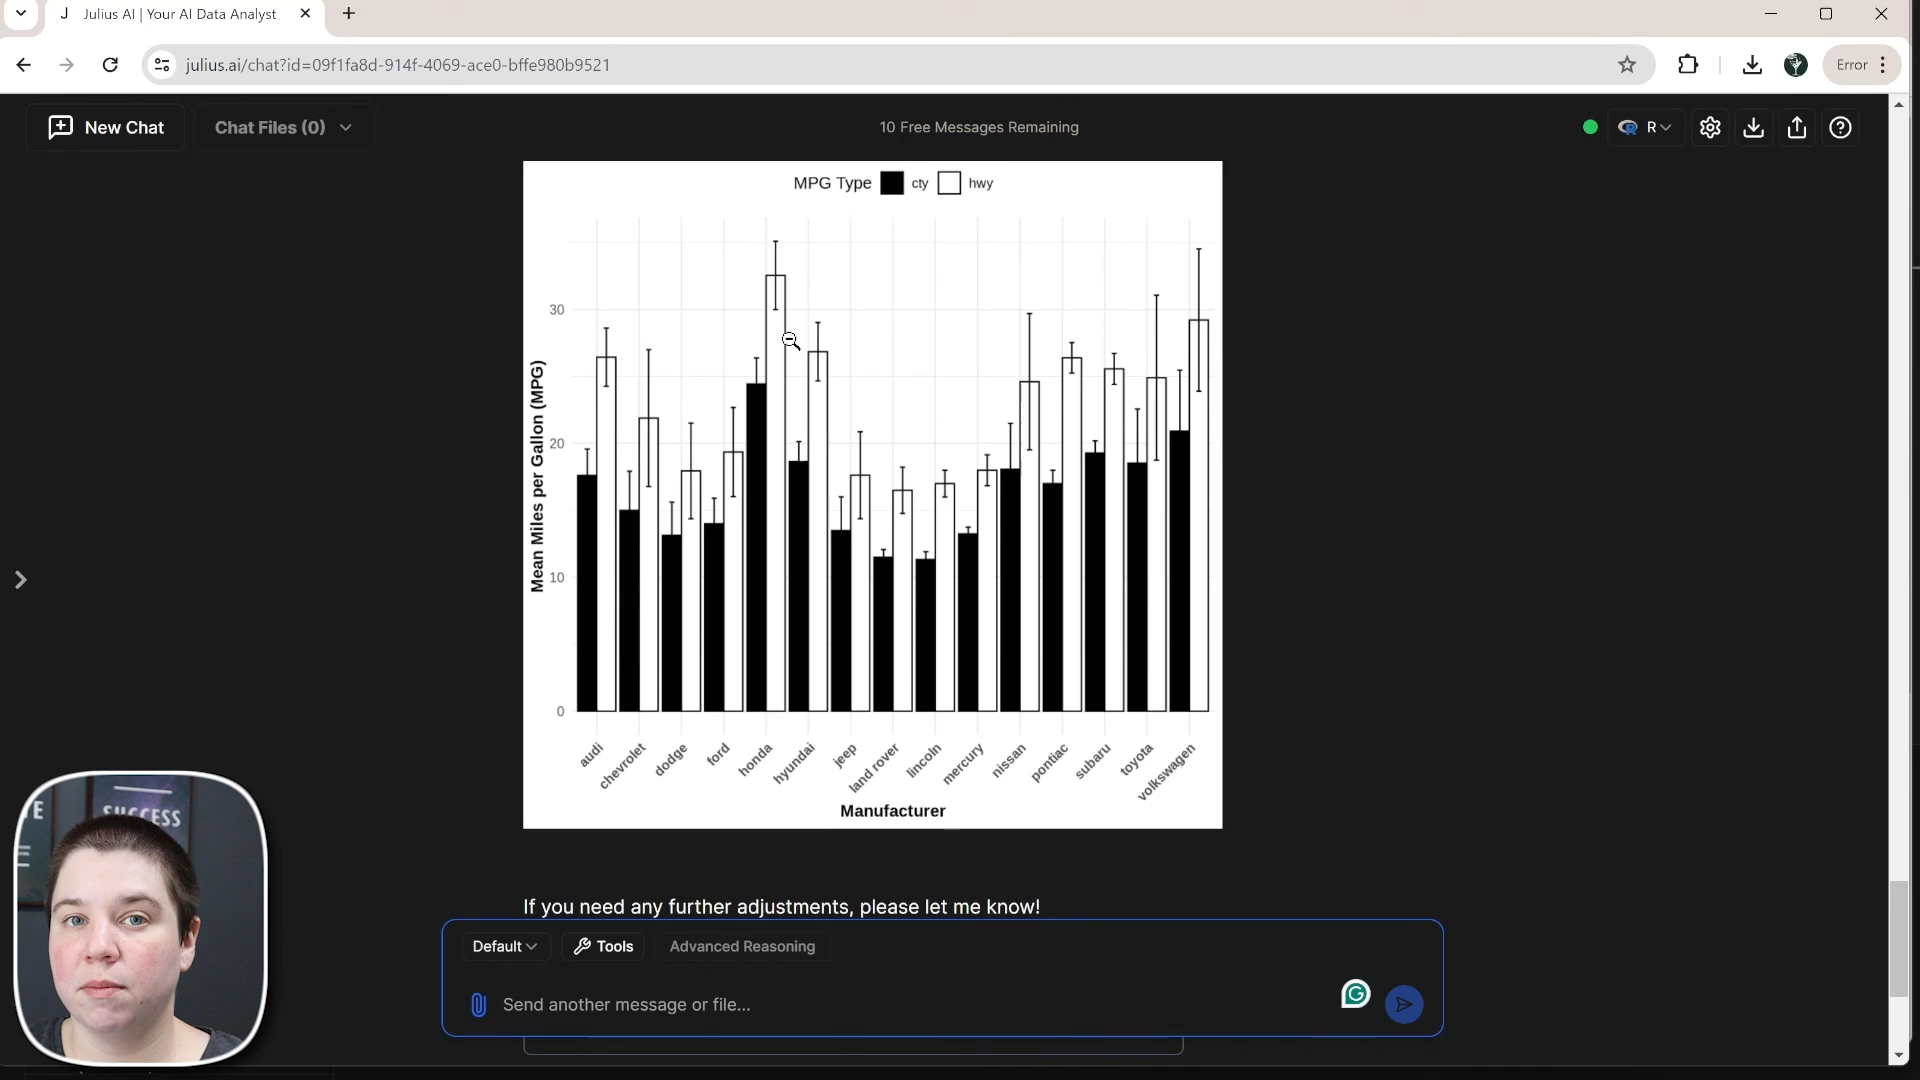 J Julius AI | Your AI Data Analyst
julius.ai/chat?id=09f1fa8d-914f-4069-ace0-bffe980b9521
Error
New Chat
Chat Files (0)
10 Free Messages Remaining
R
MPG Type cty hwy
Mean Miles per Gallon (MPG)
30
20
10
0
audi
chevrolet
dodge
ford
honda
hyundai
jeep
land rover
lincoln
mercury
nissan
pontiac
subaru
toyota
volkswagen
Manufacturer
SUCCESS
If you need any further adjustments, please let me know!
Default
Tools
Advanced Reasoning
Send another message or file...